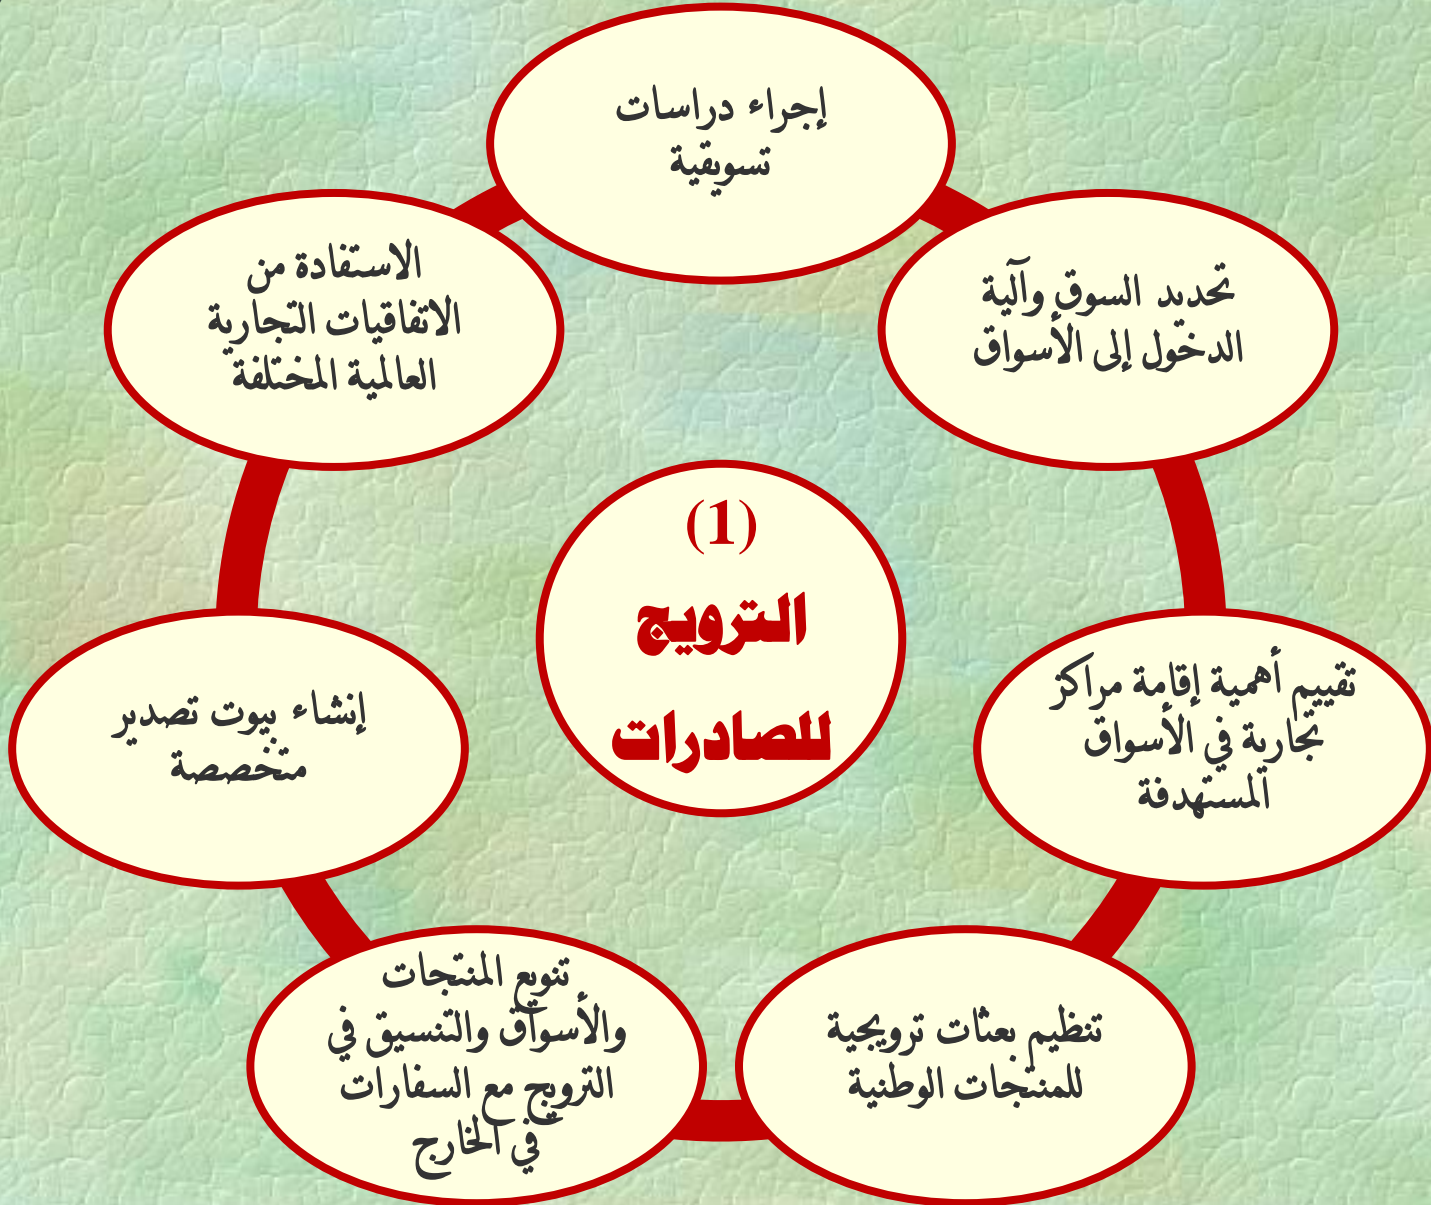 إجراء دراسات
تسويقية
تحديد السوق وآلية
الدخول إلى الأسواق
تقييم أهمية إقامة مراكز
تجارية في الأسواق
المستهدفة
تنظيم بعثات ترويجية
للمنتجات الوطنية
تنويع المنتجات
والأسواق والتنسيق في
الترويج مع السفارات
في الخارج
إنشاء بيوت تصدير
متخصصة
الاستفادة من
الاتفاقيات التجارية
العالمية المختلفة
(1)
الترويج
للصادرات